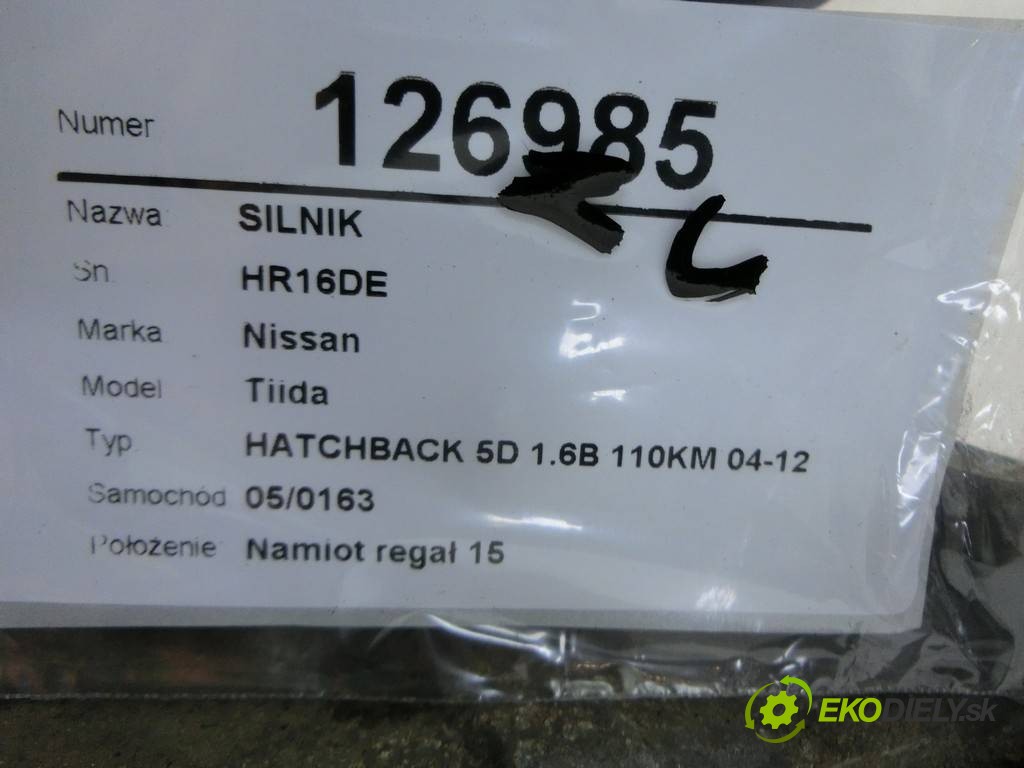 Numer 126985
Nazwa SILNIK
Sn. HR16DE
Marka Nissan
Model Tiida
Typ HATCHBACK 5D 1.6B 110KM 04-12
Samochód 05/0163
Położenie Namiot regał 15
EKODIELY.sk